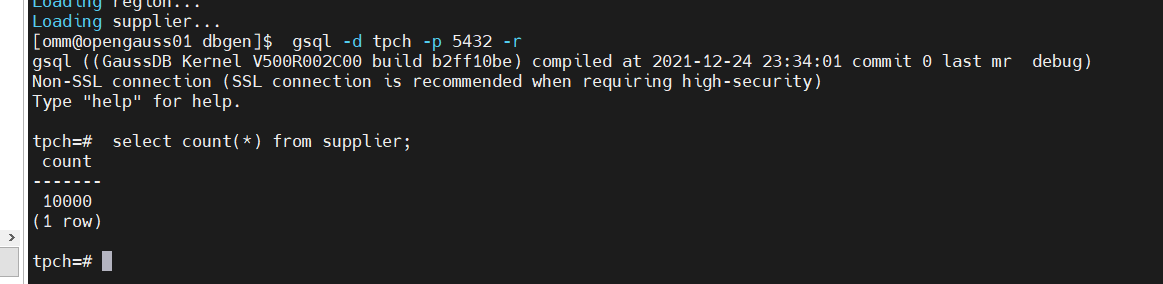 Loading region...
Loading supplier...
[omm@opengauss01 dbgen]$  gsql -d tpch -p 5432 -r
gsql ((GaussDB Kernel V500R002C00 build b2ff10be) compiled at 2021-12-24 23:34:01 commit 0 last mr  debug)
Non-SSL connection (SSL connection is recommended when requiring high-security)
Type "help" for help.

tpch=#  select count(*) from supplier;
 count
-------
 10000
(1 row)

tpch=#